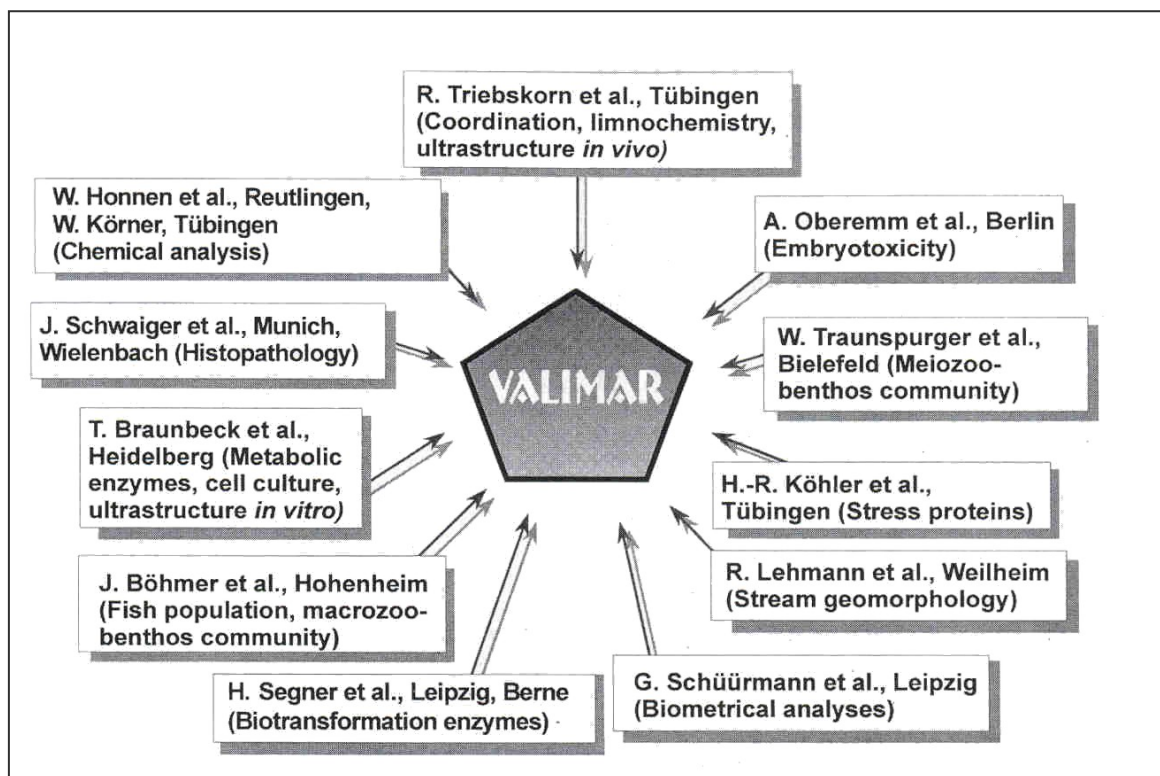 R. Triebskorn et al., Tübingen
(Coordination, limnochemistry,
ultrastructure in vivo)
W. Honnen et al., Reutlingen,
W. Körner, Tübingen
(Chemical analysis)
A. Oberemm et al., Berlin
(Embryotoxicity)
J. Schwaiger et al., Munich,
Wielenbach (Histopathology)
W. Traunspurger et al.,
Bielefeld (Meiozoo-
benthos community)
VALIMAR
T. Braunbeck et al.,
Heidelberg (Metabolic
enzymes, cell culture,
ultrastructure in vitro)
H.-R. Köhler et al.,
Tübingen (Stress proteins)
J. Böhmer et al., Hohenheim
(Fish population, macrozoo-
benthos community)
R. Lehmann et al., Weilheim
(Stream geomorphology)
H. Segner et al., Leipzig, Berne
(Biotransformation enzymes)
G. Schüürmann et al., Leipzig
(Biometrical analyses)